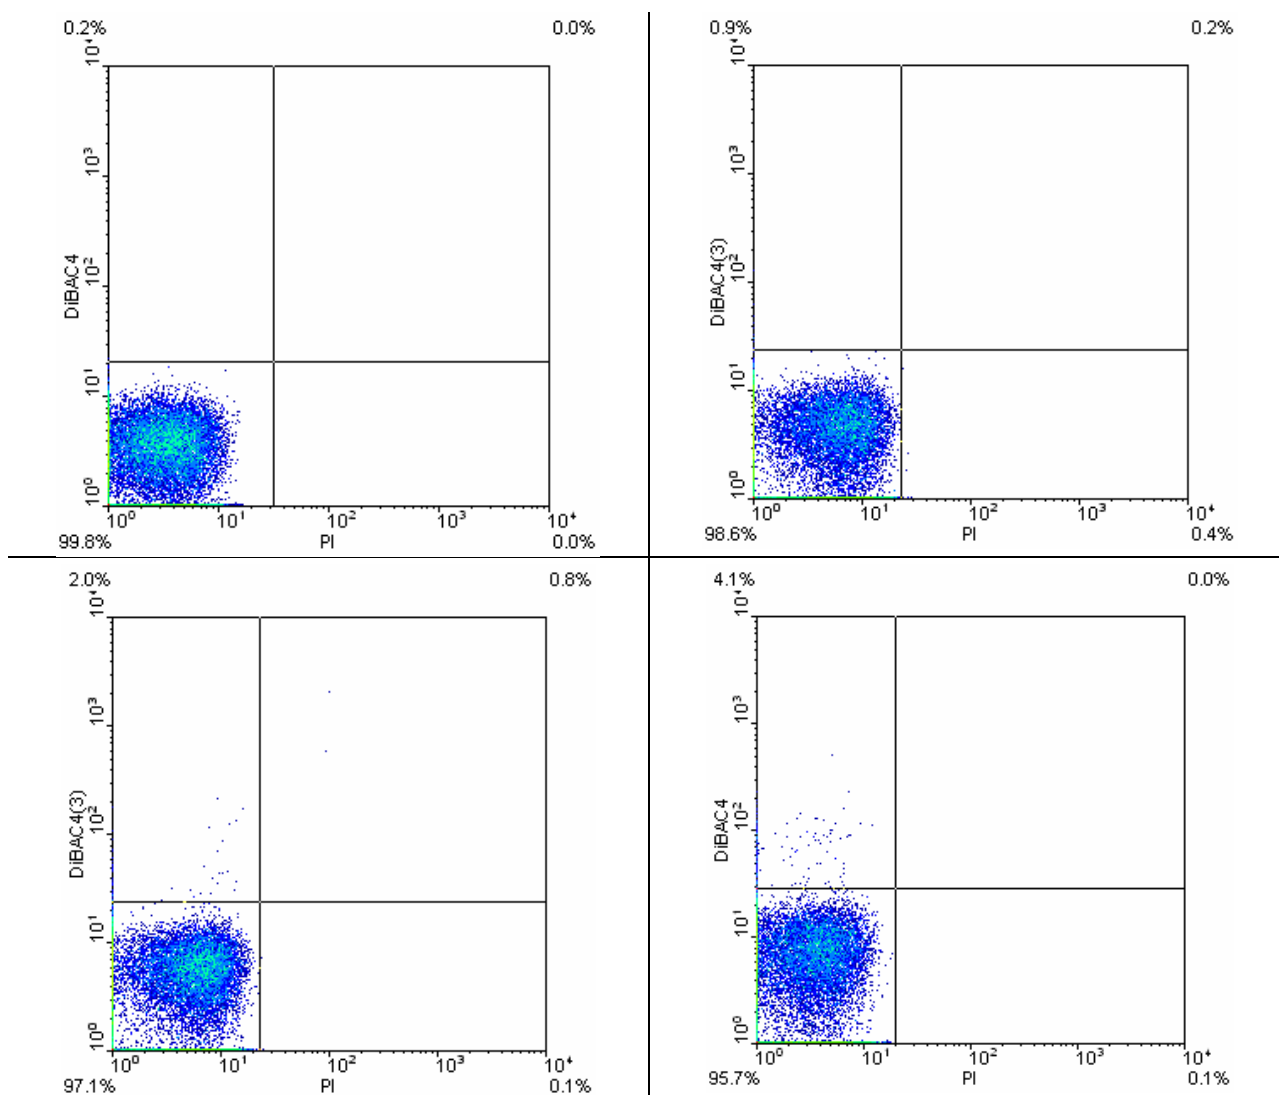 0.2% 0.0%
10⁴
10³
10²
10¹
10⁰
DiBAC4
10⁰ 10¹ 10² 10³ 10⁴
99.8% PI 0.0%
0.9% 0.2%
10⁴
10³
10²
10¹
10⁰
DiBAC4(3)
10⁰ 10¹ 10² 10³ 10⁴
98.6% PI 0.4%
2.0% 0.8%
10⁴
10³
10²
10¹
10⁰
DiBAC4(3)
10⁰ 10¹ 10² 10³ 10⁴
97.1% PI 0.1%
4.1% 0.0%
10⁴
10³
10²
10¹
10⁰
DiBAC4
10⁰ 10¹ 10² 10³ 10⁴
95.7% PI 0.1%